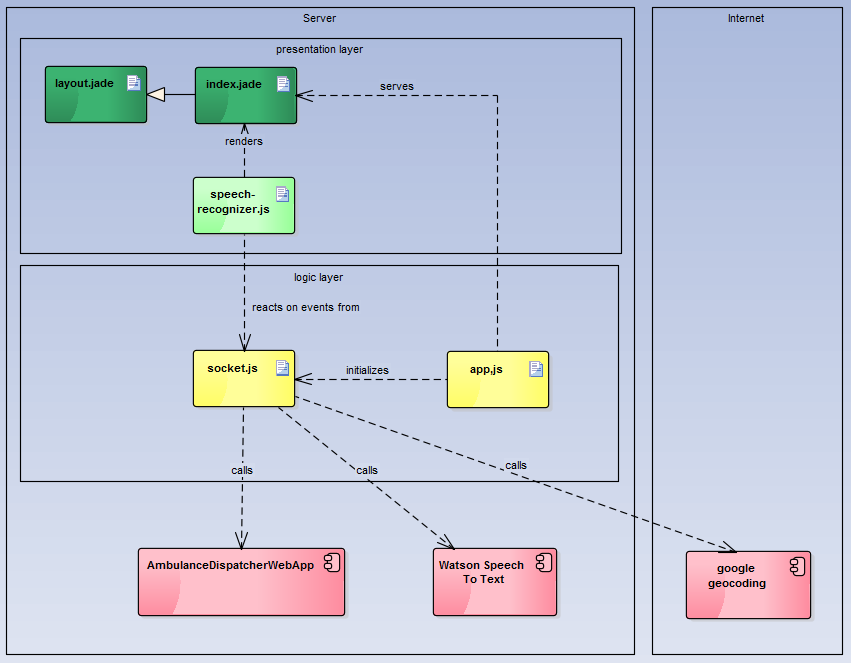 Server
Internet
presentation layer
layout.jade
index.jade
serves
renders
speech-
recognizer.js
logic layer
reacts on events from
socket.js
initializes
app.js
calls
calls
calls
AmbulanceDispatcherWebApp
Watson Speech
To Text
google
geocoding